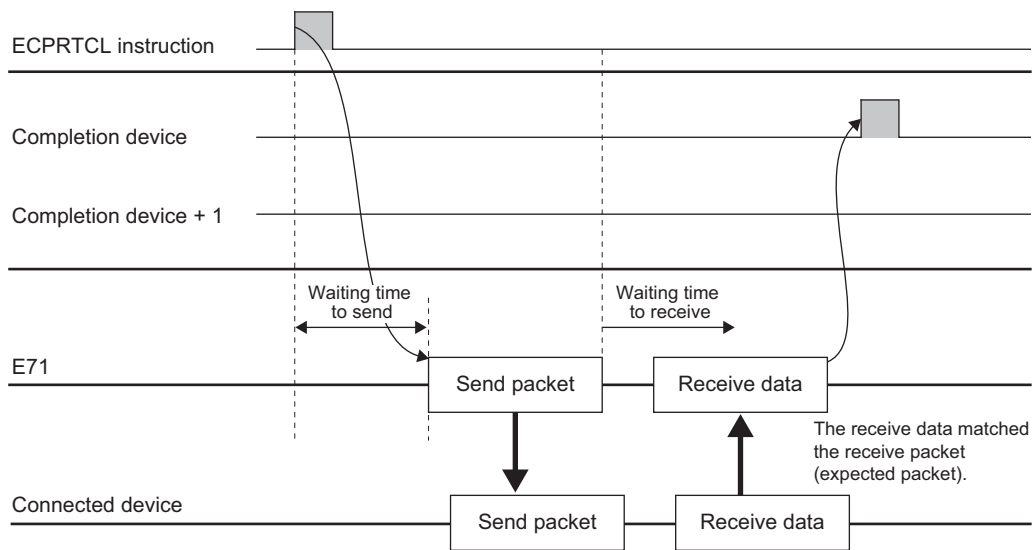 ECPRTCL instruction
Completion device
Completion device + 1
Waiting time
to send
Waiting time
to receive
E71
Send packet
Receive data
The receive data matched
the receive packet
(expected packet).
Connected device
Send packet
Receive data